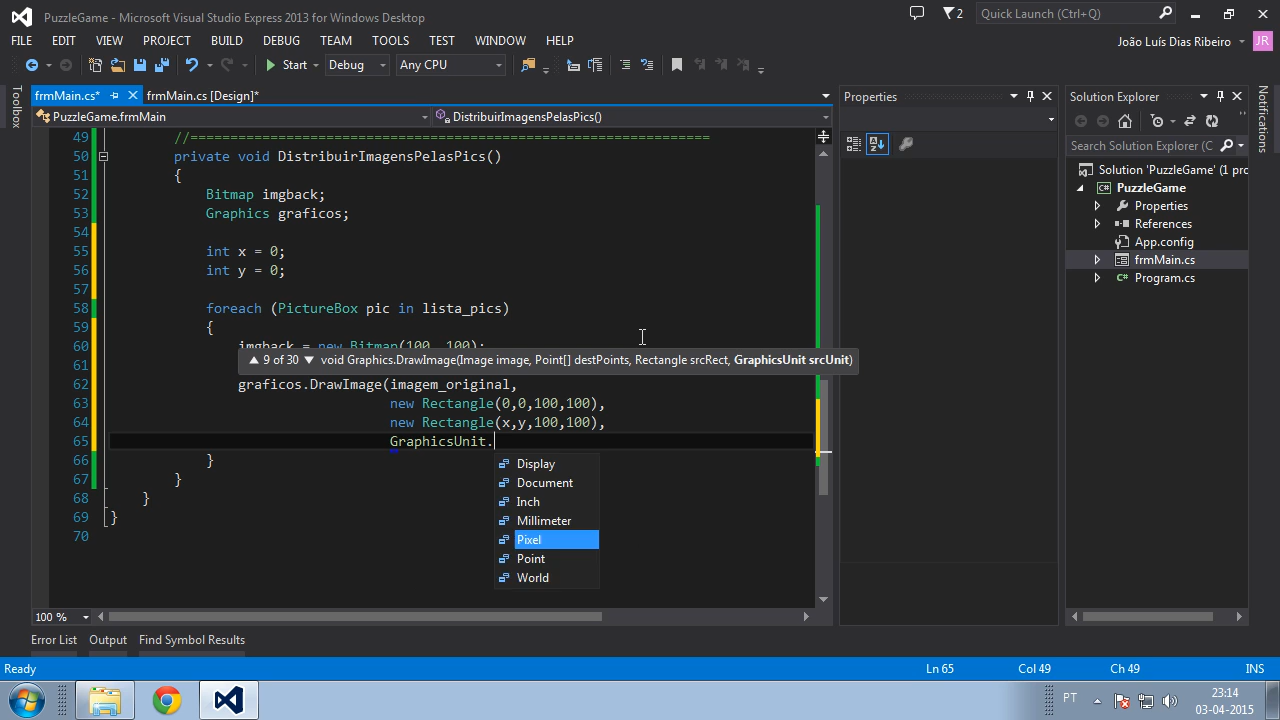 PuzzleGame - Microsoft Visual Studio Express 2013 for Windows Desktop
2
Quick Launch (Ctrl+Q)
FILE EDIT VIEW PROJECT BUILD DEBUG TEAM TOOLS TEST WINDOW HELP
João Luís Dias Ribeiro JR
Start Debug Any CPU
Toolbox
frmMain.cs* frmMain.cs [Design]*
PuzzleGame.frmMain DistribuirImagensPelasPics()
49 //=================================================================
50 private void DistribuirImagensPelasPics()
51 {
52 Bitmap imgback;
53 Graphics graficos;
54
55 int x = 0;
56 int y = 0;
57
58 foreach (PictureBox pic in lista_pics)
59 {
60 imgback = new Bitmap(100, 100);
61 9 of 30 void Graphics.DrawImage(Image image, Point[] destPoints, Rectangle srcRect, GraphicsUnit srcUnit)
62 graficos.DrawImage(imagem_original,
63 new Rectangle(0,0,100,100),
64 new Rectangle(x,y,100,100),
65 GraphicsUnit.
66 }
67 }
68 }
69 }
70
Display
Document
Inch
Millimeter
Pixel
Point
World
100 %
Error List Output Find Symbol Results
Properties
Solution Explorer
Search Solution Explorer (C
Solution 'PuzzleGame' (1 pro
PuzzleGame
Properties
References
App.config
frmMain.cs
Program.cs
Notifications
Ready Ln 65 Col 49 Ch 49 INS
PT
23:14
03-04-2015